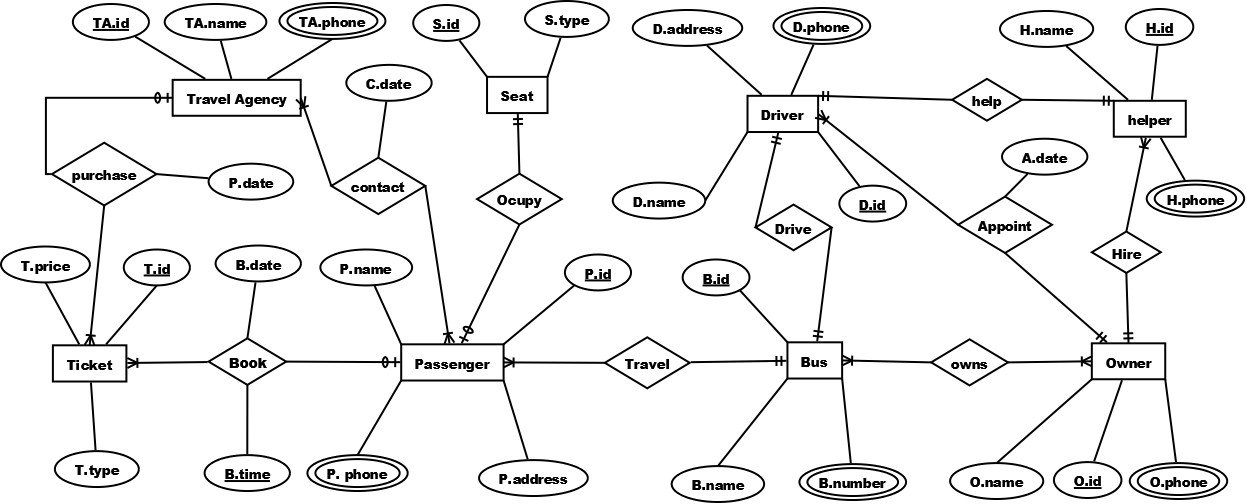 TA.id
TA.name
TA.phone
S.id
S.type
D.address
D.phone
H.name
H.id
C.date
Travel Agency
Seat
Driver
help
helper
purchase
P.date
contact
Ocupy
D.name
D.id
A.date
H.phone
Drive
Appoint
Hire
T.price
T.id
B.date
P.name
P.id
B.id
Ticket
Book
Passenger
Travel
Bus
owns
Owner
T.type
B.time
P. phone
P.address
B.name
B.number
O.name
O.id
O.phone